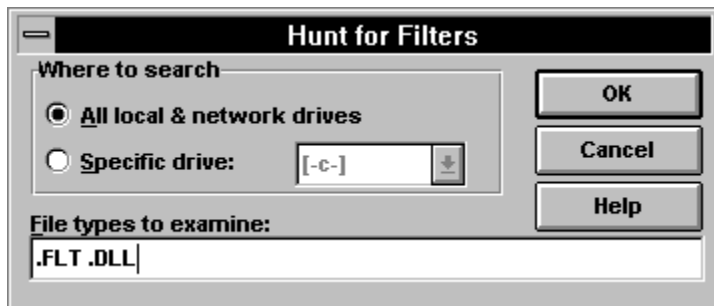 Hunt for Filters
Where to search
All local & network drives
Specific drive:
[-c-]
OK
Cancel
Help
File types to examine:
.FLT .DLL